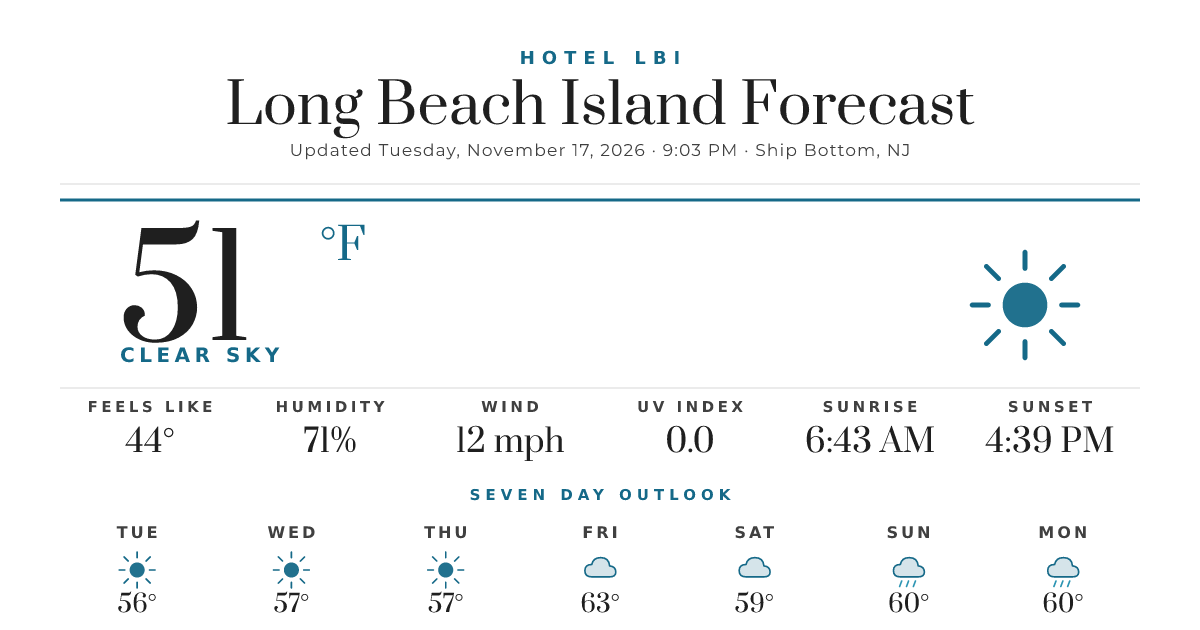 HOTEL LBI
Long Beach Island Forecast
Updated Tuesday, November 17, 2026 · 9:03 PM · Ship Bottom, NJ
51 °F
CLEAR SKY
FEELS LIKE HUMIDITY WIND UV INDEX SUNRISE SUNSET
44° 71% 12 mph 0.0 6:43 AM 4:39 PM
SEVEN DAY OUTLOOK
TUE WED THU FRI SAT SUN MON
56° 57° 57° 63° 59° 60° 60°